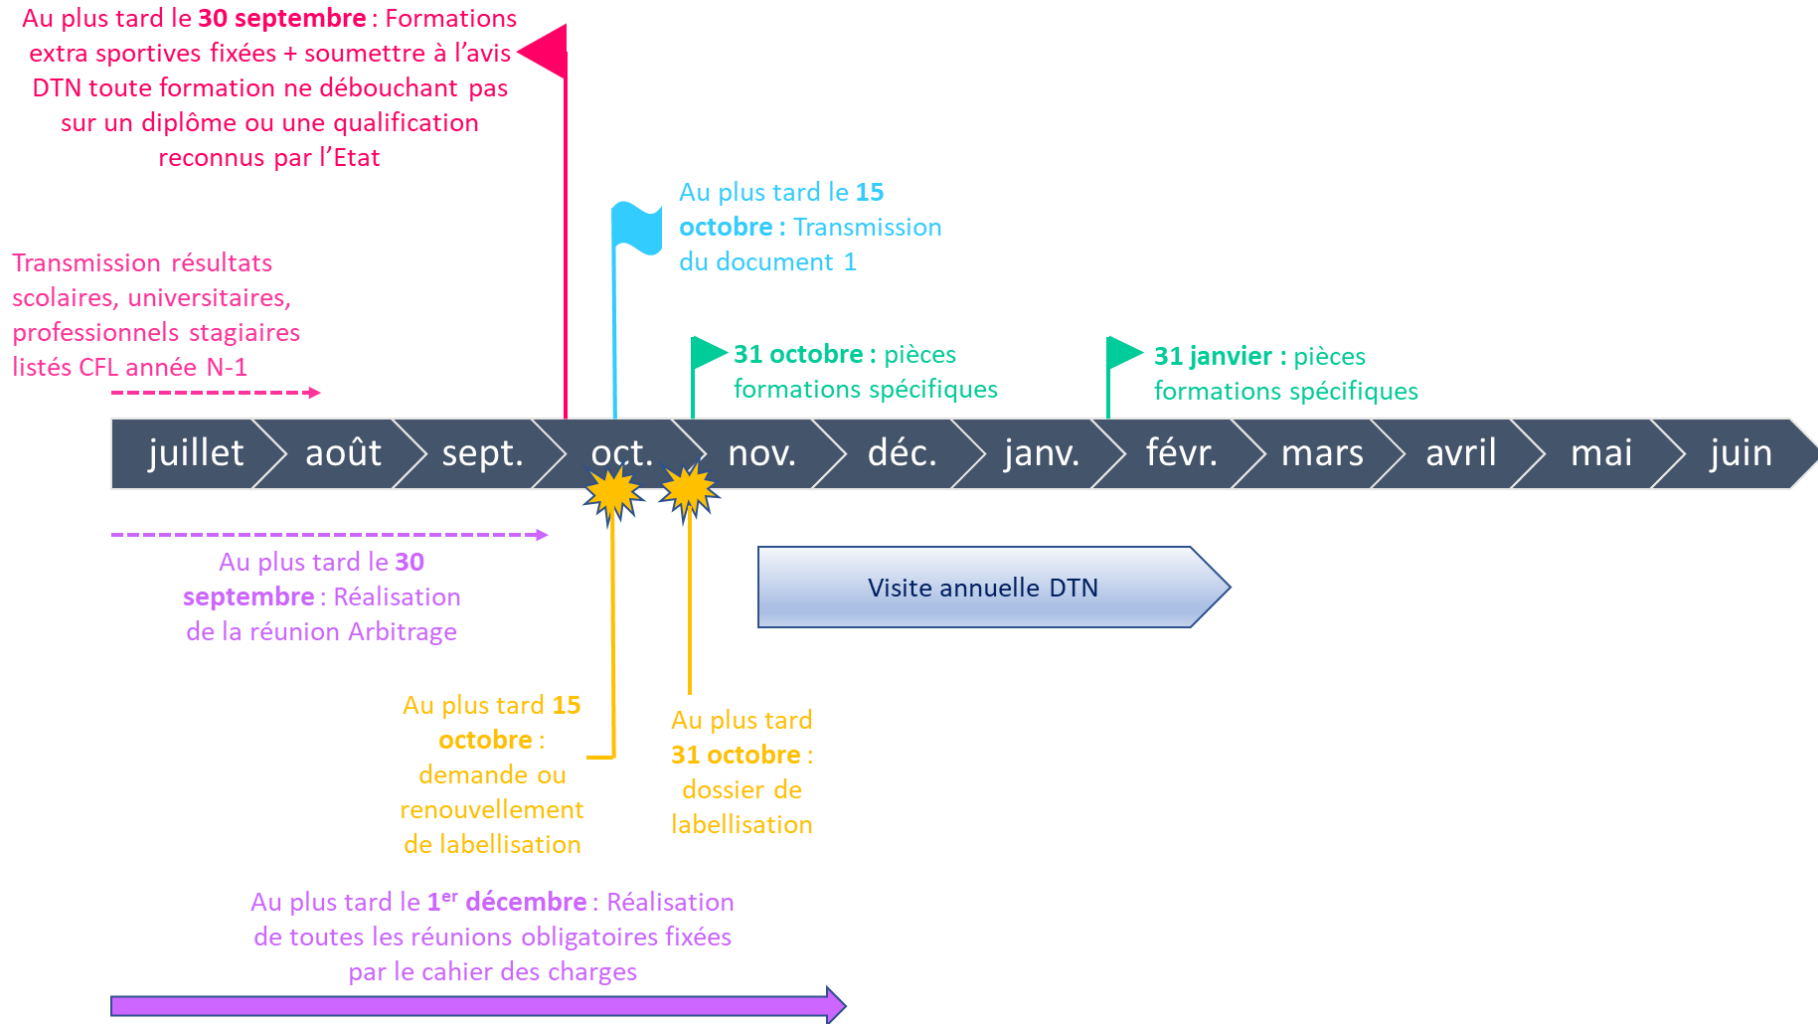 Au plus tard le 30 septembre : Formations
extra sportives fixées + soumettre à l’avis
DTN toute formation ne débouchant pas
sur un diplôme ou une qualification
reconnus par l’Etat
Au plus tard le 15
octobre : Transmission
du document 1
Transmission résultats
scolaires, universitaires,
professionnels stagiaires
listés CFL année N-1
31 octobre : pièces
formations spécifiques
31 janvier : pièces
formations spécifiques
juillet août sept. oct. nov. déc. janv. févr. mars avril mai juin
Au plus tard le 30
septembre : Réalisation
de la réunion Arbitrage
Visite annuelle DTN
Au plus tard 15
octobre :
demande ou
renouvellement
de labellisation
Au plus tard
31 octobre :
dossier de
labellisation
Au plus tard le 1er décembre : Réalisation
de toutes les réunions obligatoires fixées
par le cahier des charges